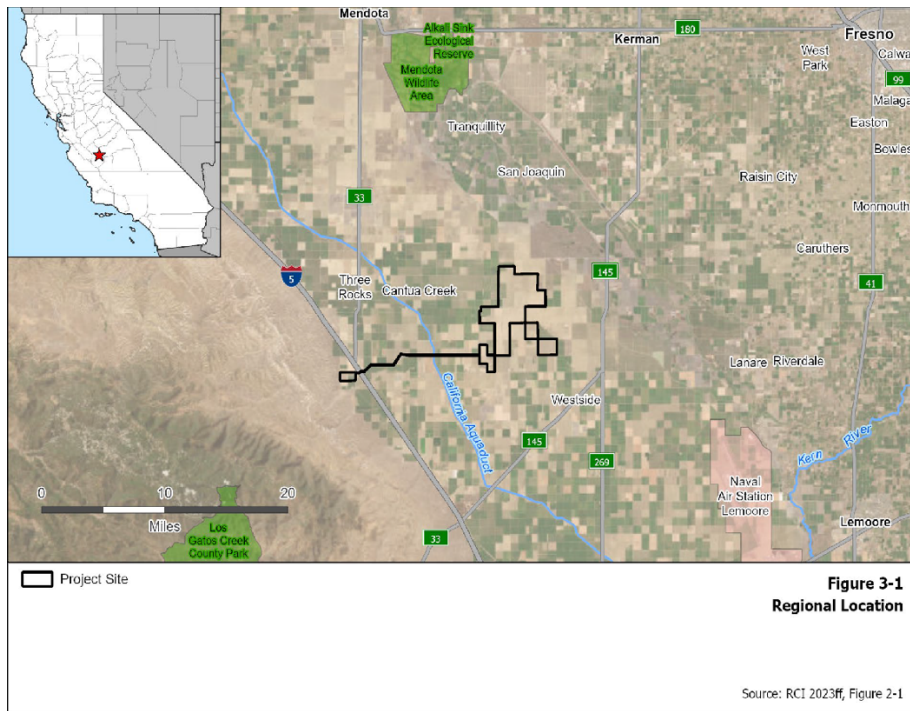 Mendota
Alkali Sink
Ecological
Reserve
Mendota
Wildlife
Area
180
Kerman
Fresno
West
Park
Calwa
99
Malaga
Easton
Bowles
Tranquillity
San Joaquin
Raisin City
33
Monmouth
Caruthers
5
Three
Rocks
Cantua Creek
145
41
Lanare
Riverdale
California Aquaduct
Westside
145
269
Kern
River
Naval
Air Station
Lemoore
Lemoore
0
10
20
Miles
Los
Gatos Creek
County Park
33
Project Site
Figure 3-1
Regional Location
Source: RCI 2023ff, Figure 2-1